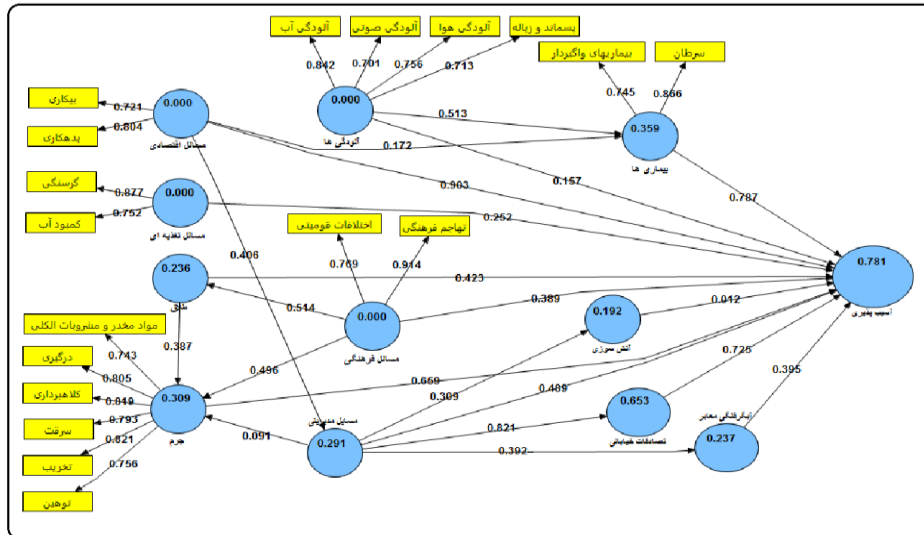 آلودگی آب
آلودگی صوتی
آلودگی هوا
پسماند و زباله
0.842
0.701
0.756
0.713
بیماریهای واگیردار
سرطان
0.745
0.866
بیکاری
بدهکاری
0.721
0.804
0.000
مسائل اقتصادی
0.000
آلودگی ها
0.513
0.359
بیماری ها
0.172
0.903
0.157
0.787
گرسنگی
کمبود آب
0.877
0.752
0.000
مسائل تغذیه ای
0.252
0.406
اختلافات قومیتی
تهاجم فرهنگی
0.769
0.914
0.781
آسیب پذیری
0.236
طلاق
0.423
0.514
0.000
مسائل فرهنگی
0.389
0.192
آتش سوزی
0.012
مواد مخدر و مشروبات الکلی
درگیری
کلاهبرداری
سرقت
تخریب
توهین
0.743
0.805
0.819
0.793
0.821
0.756
0.387
0.496
0.309
جرم
0.659
0.309
0.489
0.725
0.395
0.091
مسایل مدیریتی
0.291
0.821
0.653
تصادفات خیابانی
0.392
آبگرفتگی معابر
0.237